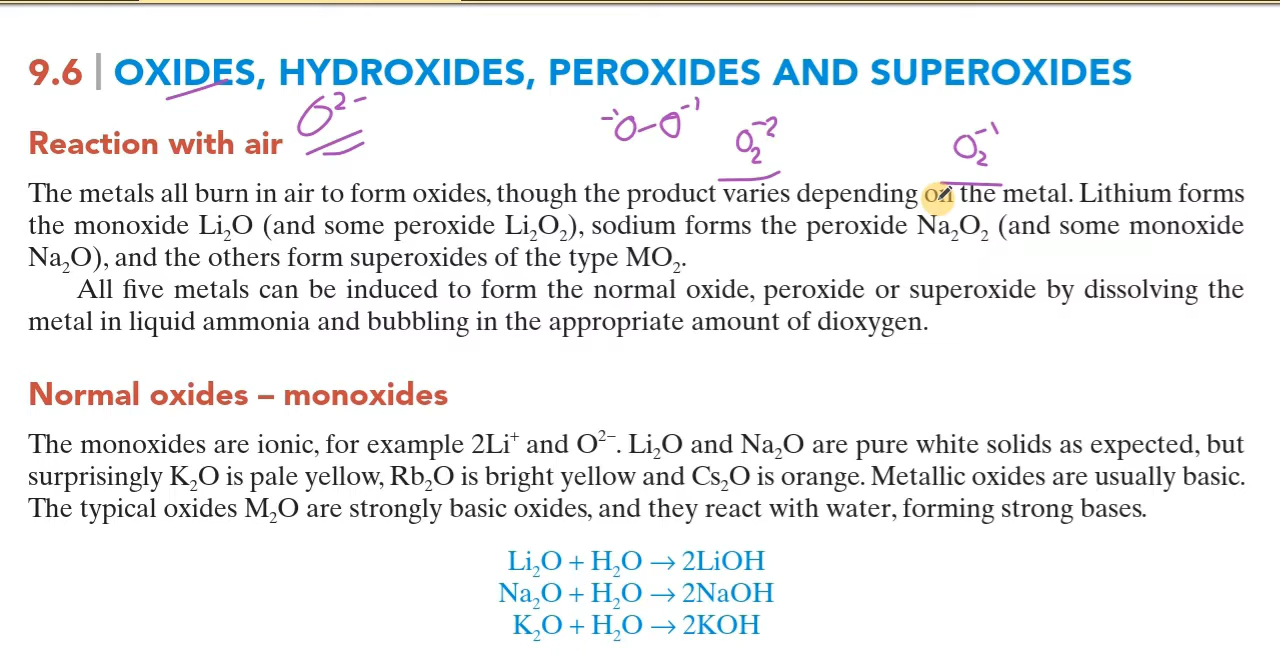 9.6 | OXIDES, HYDROXIDES, PEROXIDES AND SUPEROXIDES
O²⁻
⁻¹O–O⁻¹
O₂⁻²
O₂⁻¹
Reaction with air
The metals all burn in air to form oxides, though the product varies depending on the metal. Lithium forms
the monoxide Li₂O (and some peroxide Li₂O₂), sodium forms the peroxide Na₂O₂ (and some monoxide
Na₂O), and the others form superoxides of the type MO₂.
All five metals can be induced to form the normal oxide, peroxide or superoxide by dissolving the
metal in liquid ammonia and bubbling in the appropriate amount of dioxygen.
Normal oxides – monoxides
The monoxides are ionic, for example 2Li⁺ and O²⁻. Li₂O and Na₂O are pure white solids as expected, but
surprisingly K₂O is pale yellow, Rb₂O is bright yellow and Cs₂O is orange. Metallic oxides are usually basic.
The typical oxides M₂O are strongly basic oxides, and they react with water, forming strong bases.
Li₂O + H₂O → 2LiOH
Na₂O + H₂O → 2NaOH
K₂O + H₂O → 2KOH